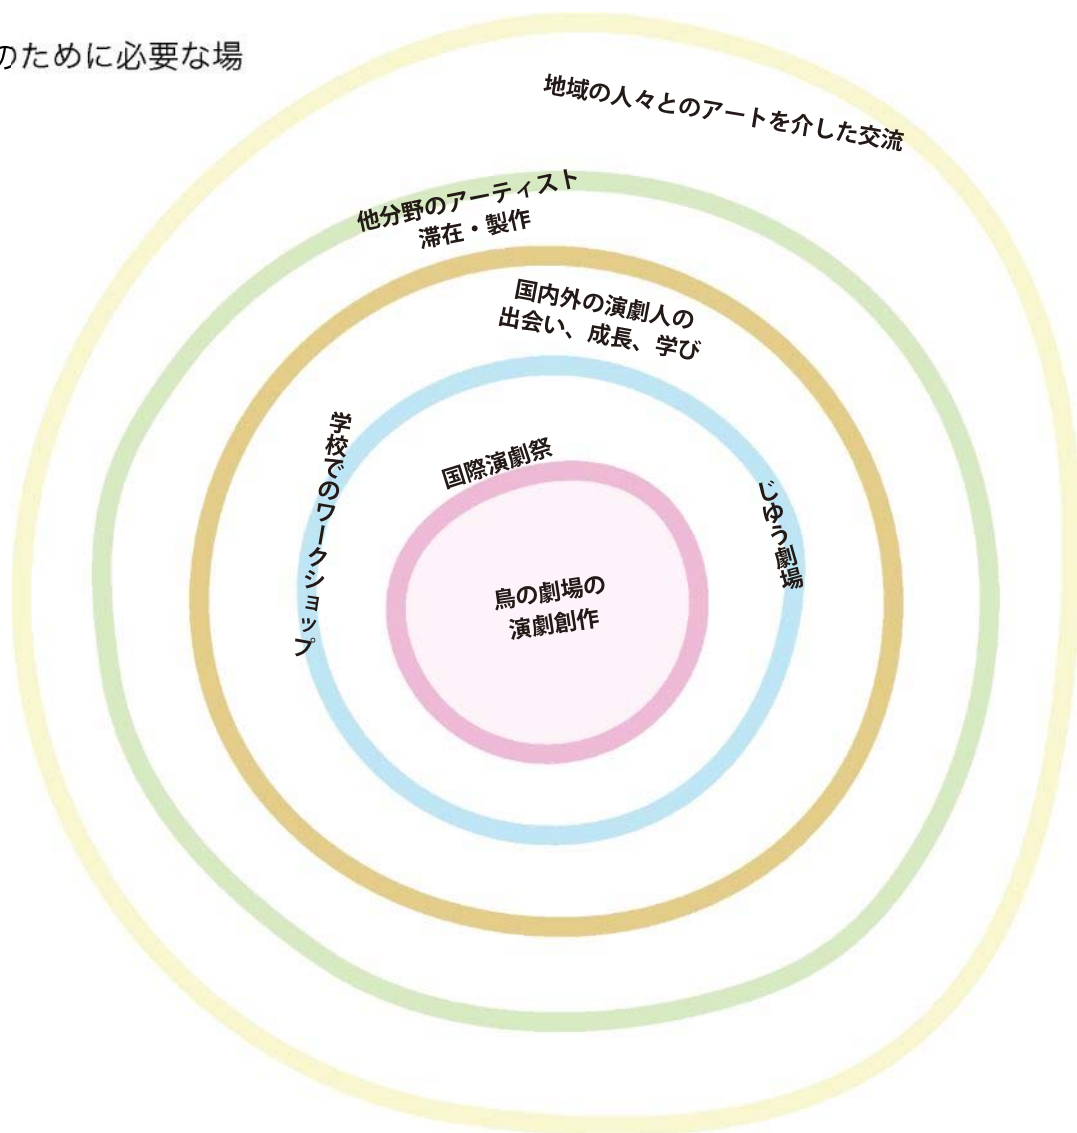 のために必要な場
地域の人々とのアートを介した交流
他分野のアーティスト
滞在・製作
国内外の演劇人の
出会い、成長、学び
学校でのワークショップ
国際演劇祭
じゆう劇場
鳥の劇場の
演劇創作